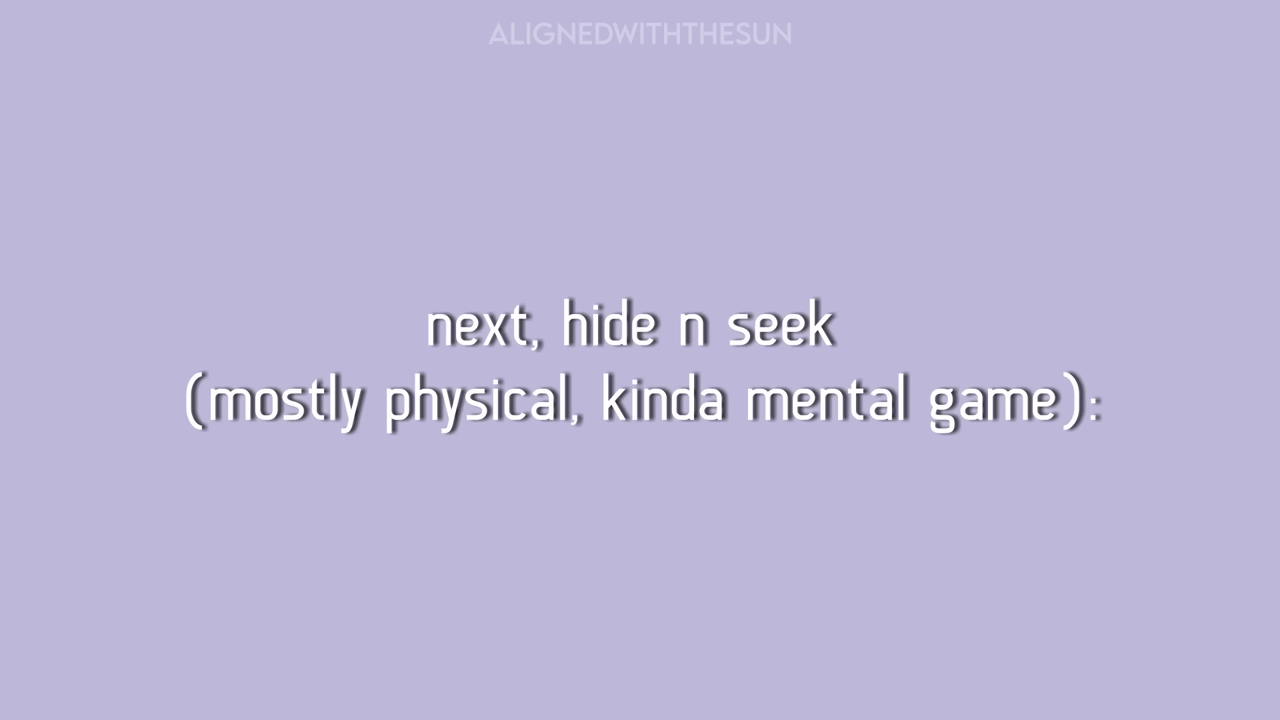 ALIGNEDWITHTHESUN
next, hide n seek
(mostly physical, kinda mental game):